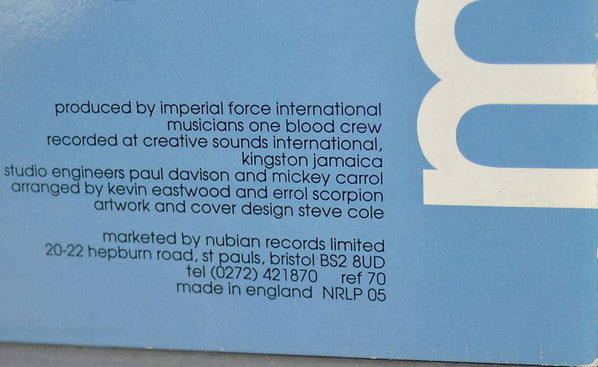 produced by imperial force international
musicians one blood crew
recorded at creative sounds international,
kingston jamaica
studio engineers paul davison and mickey carrol
arranged by kevin eastwood and errol scorpion
artwork and cover design steve cole
marketed by nubian records limited
20-22 hepburn road, st pauls, bristol BS2 8UD
tel (0272) 421870 ref 70
made in england NRLP 05
m